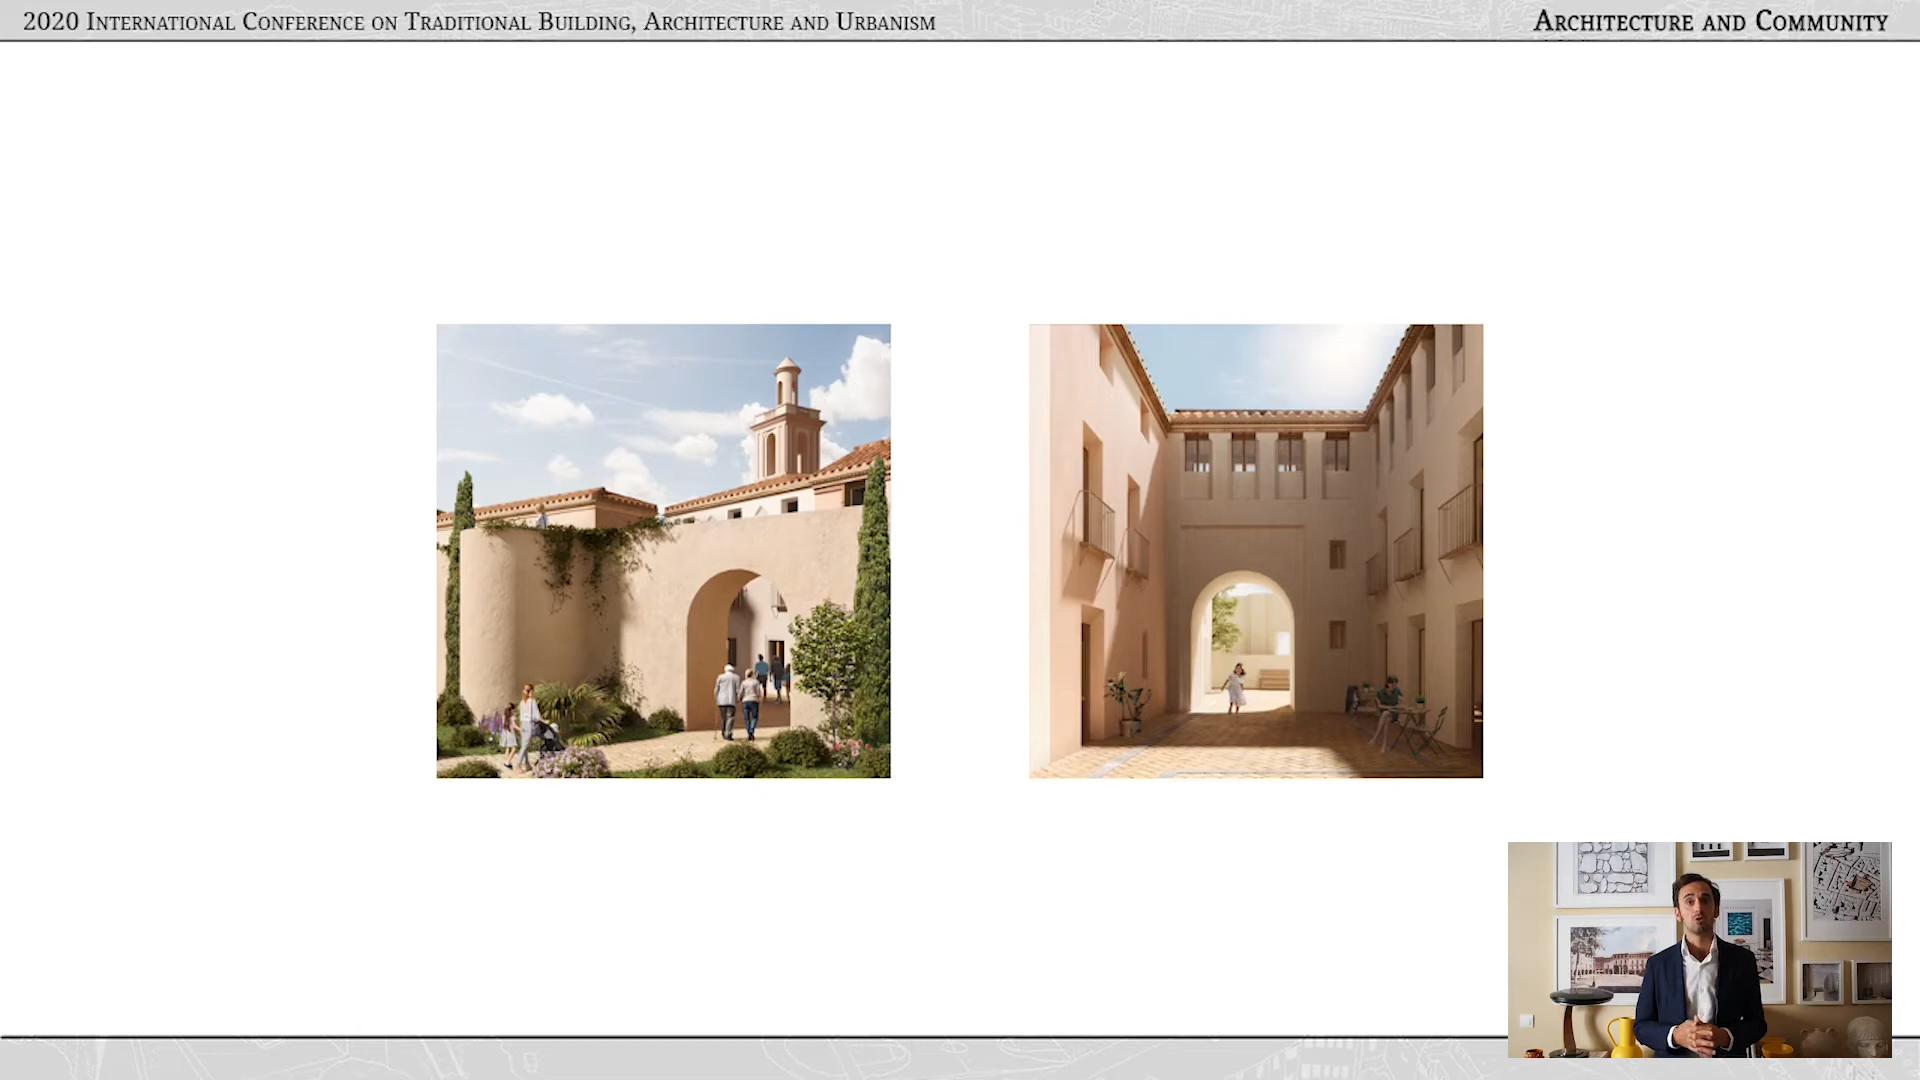 2020 International Conference on Traditional Building, Architecture and Urbanism
Architecture and Community